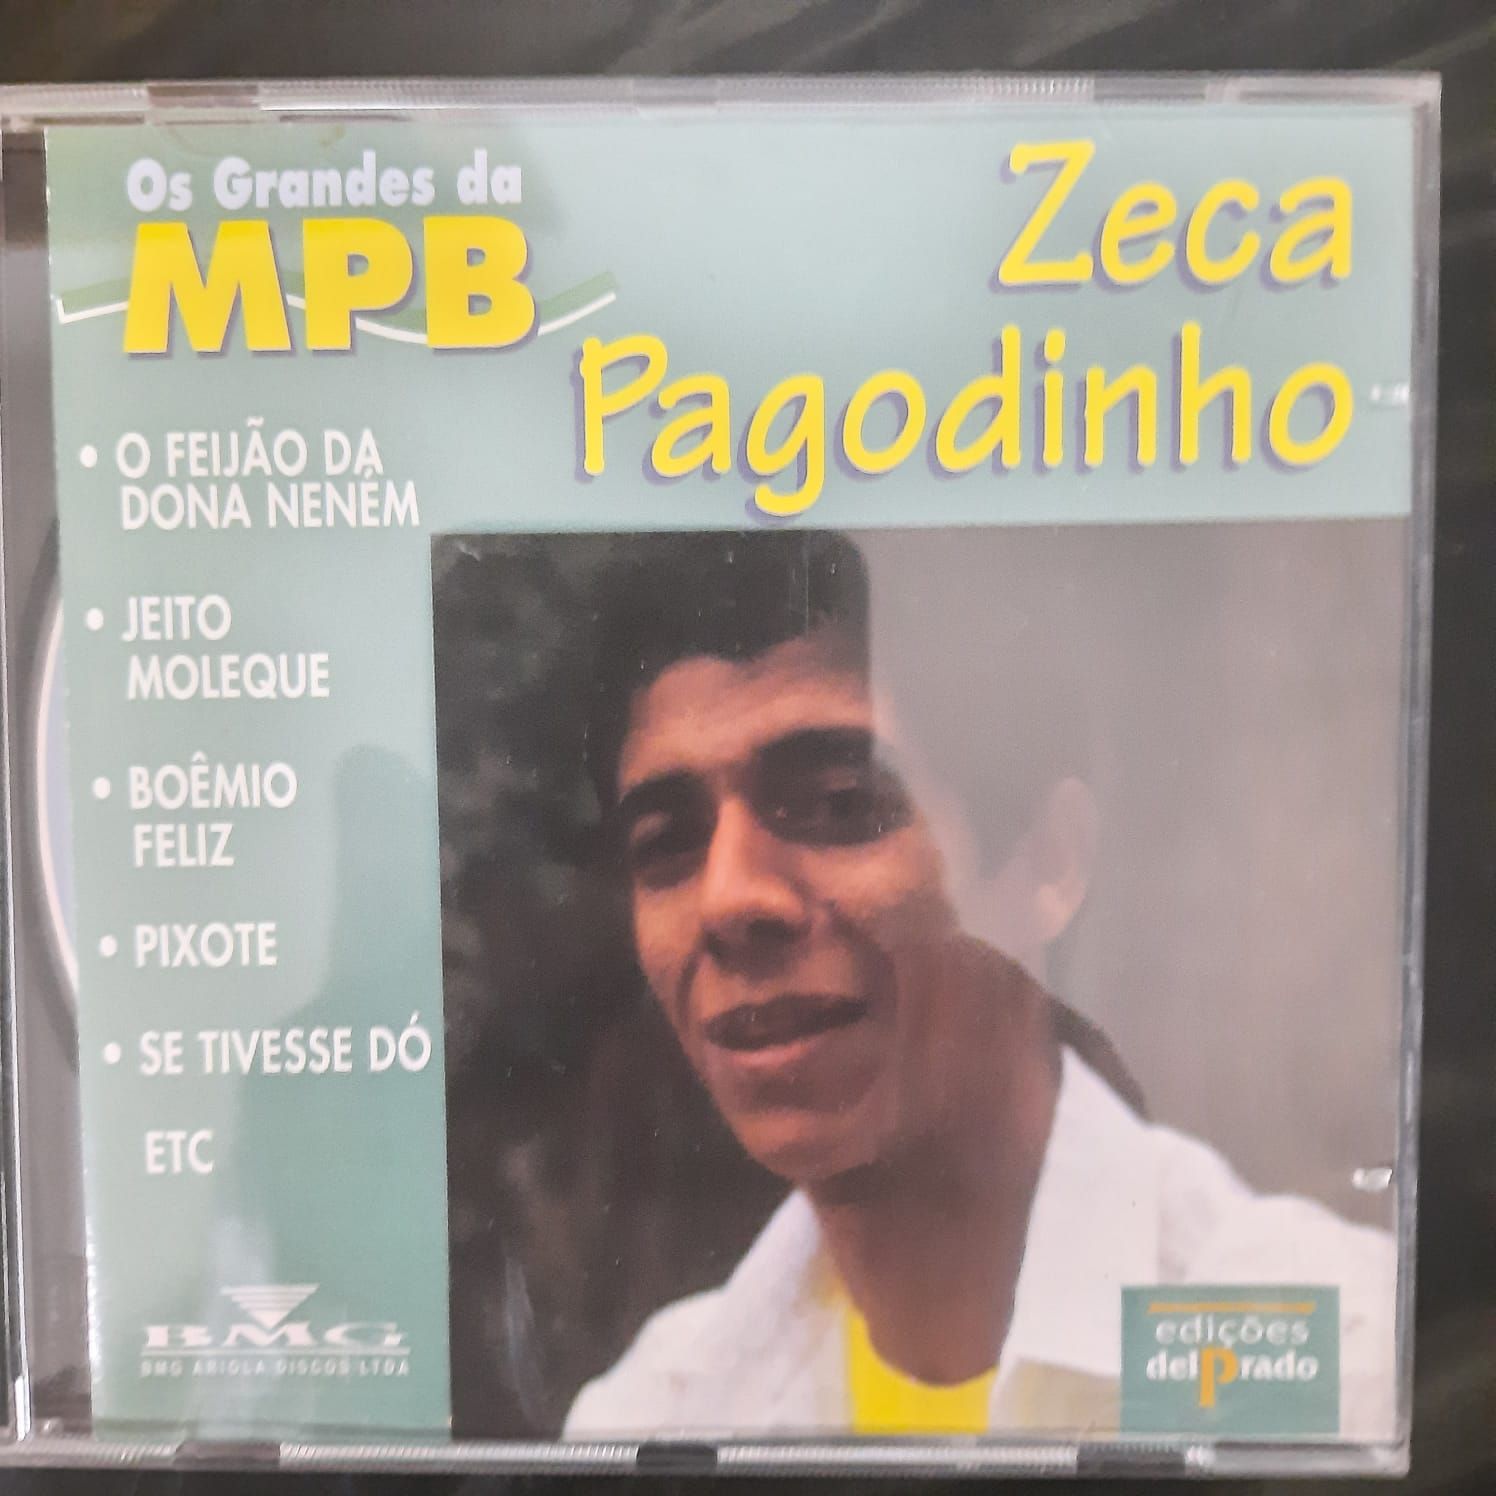 Os Grandes da
MPB
Zeca
Pagodinho
• O FEIJÃO DA
DONA NENÉM
• JEITO
MOLEQUE
• BOÊMIO
FELIZ
• PIXOTE
• SE TIVESSE DÓ
ETC
BMG
BMG ARIOLA DISCOS LTDA
edições
delPrado